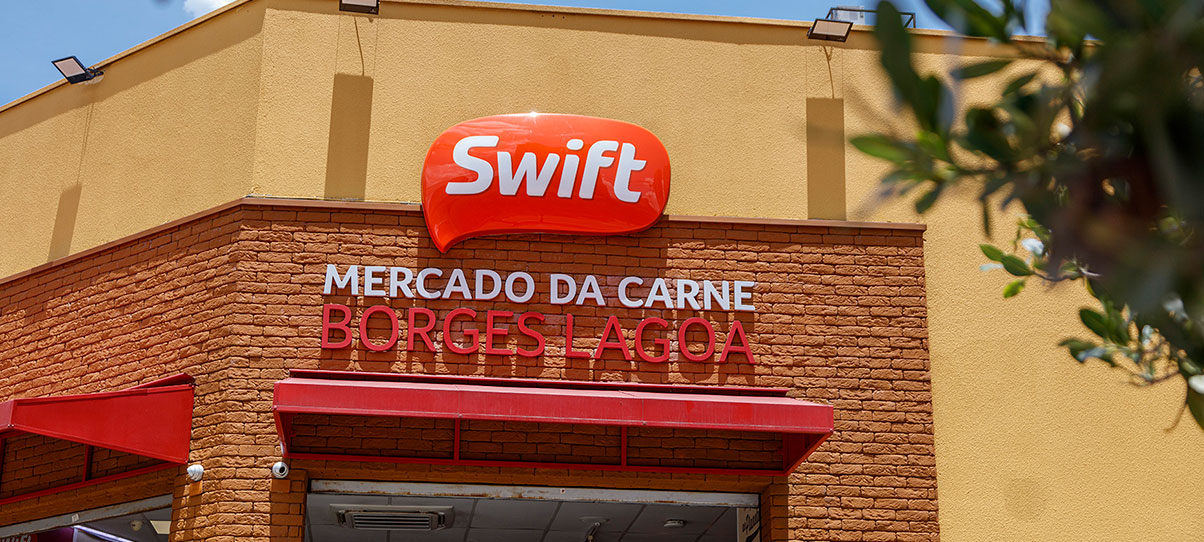 Swift
MERCADO DA CARNE
BORGES LAGOA